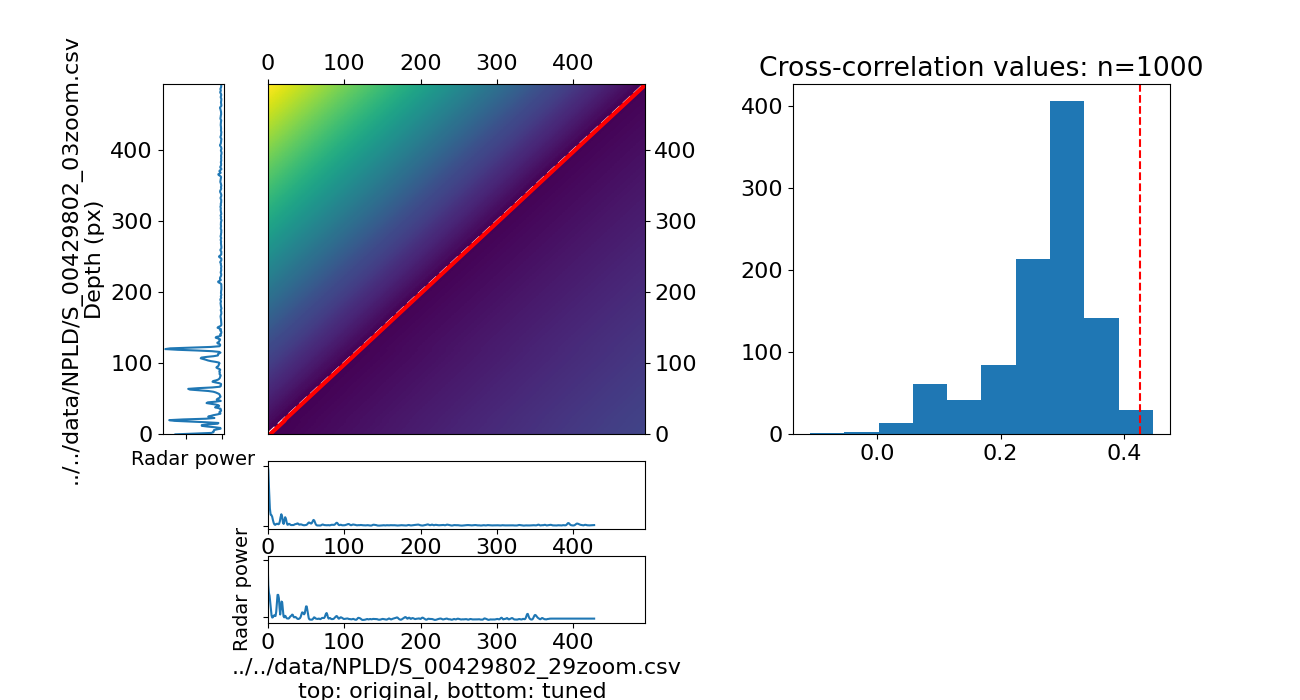 0 100 200 300 400
Cross-correlation values: n=1000
../../data/NPLD/S_00429802_03zoom.csv
Depth (px)
400
300
200
100
0
Radar power
400
300
200
100
0
400
300
200
100
0
0.0 0.2 0.4
0 100 200 300 400
Radar power
0 100 200 300 400
../../data/NPLD/S_00429802_29zoom.csv
top: original, bottom: tuned